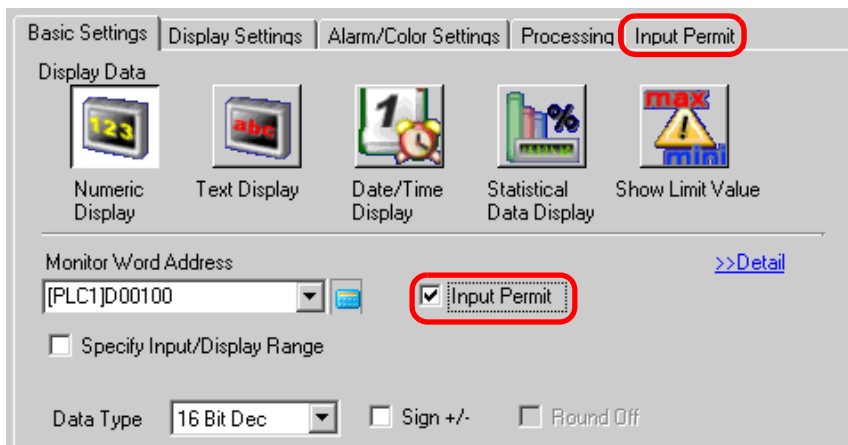 Basic Settings Display Settings Alarm/Color Settings Processing Input Permit
Display Data
123 abc 1 % max mini
Numeric Display Text Display Date/Time Display Statistical Data Display Show Limit Value
Monitor Word Address >>Detail
[PLC1]D00100 Input Permit
Specify Input/Display Range
Data Type 16 Bit Dec Sign +/- Round Off